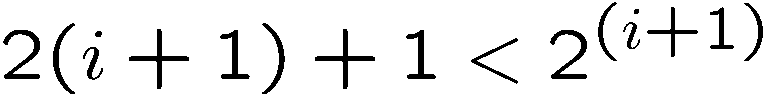 2(i + 1) + 1 < 2^{(i+1)}